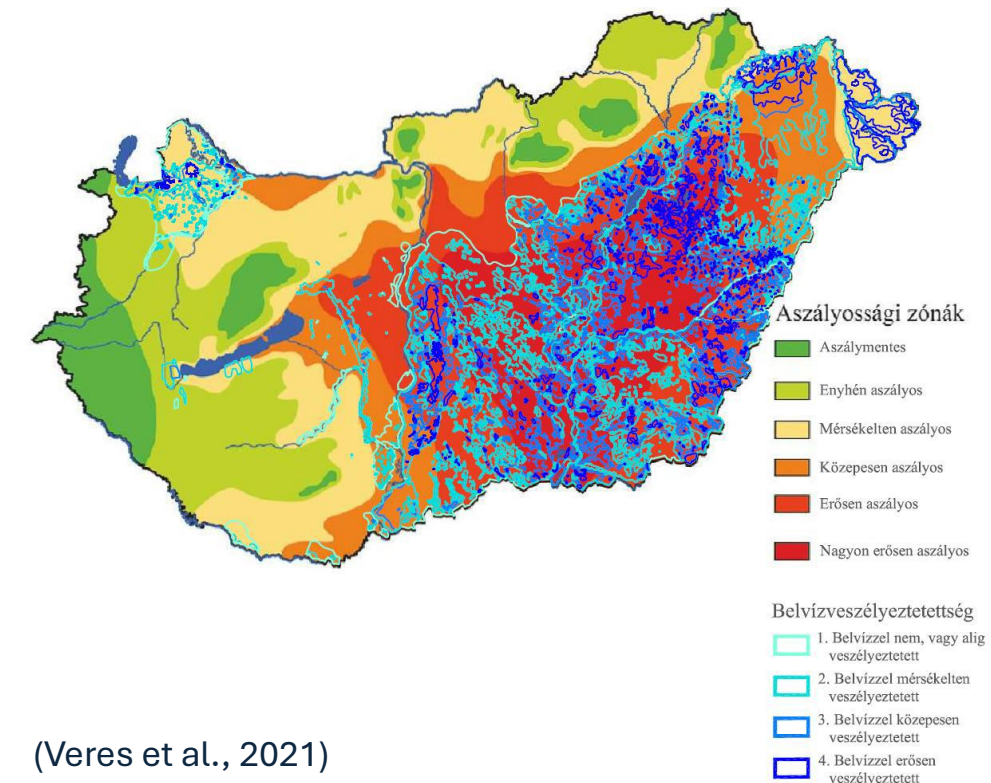 Aszályossági zónák
Aszálymentes
Enyhén aszályos
Mérsékelten aszályos
Közepesen aszályos
Erősen aszályos
Nagyon erősen aszályos
Belvízveszélyeztetettség
1. Belvízzel nem, vagy alig
veszélyeztetett
2. Belvízzel mérsékelten
veszélyeztetett
3. Belvízzel közepesen
veszélyeztetett
4. Belvízzel erősen
veszélyeztetett
(Veres et al., 2021)